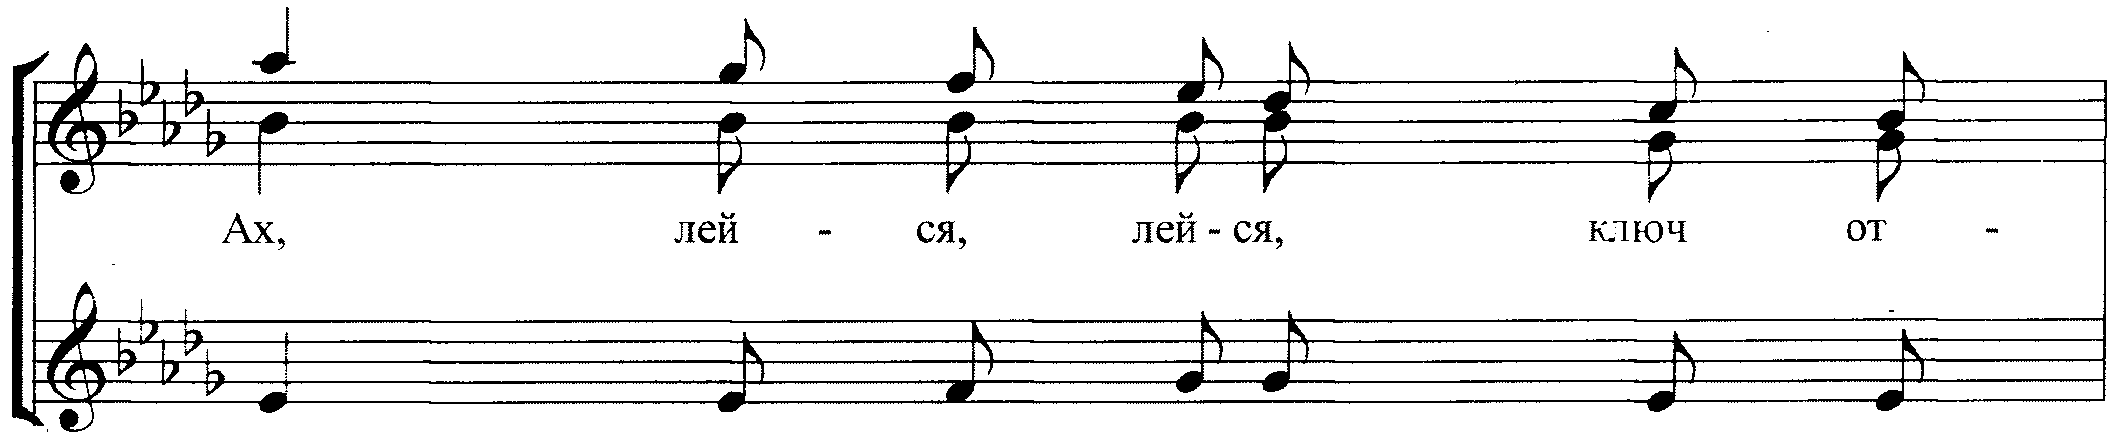 Ах, лей - ся, лей - ся, ключ от -